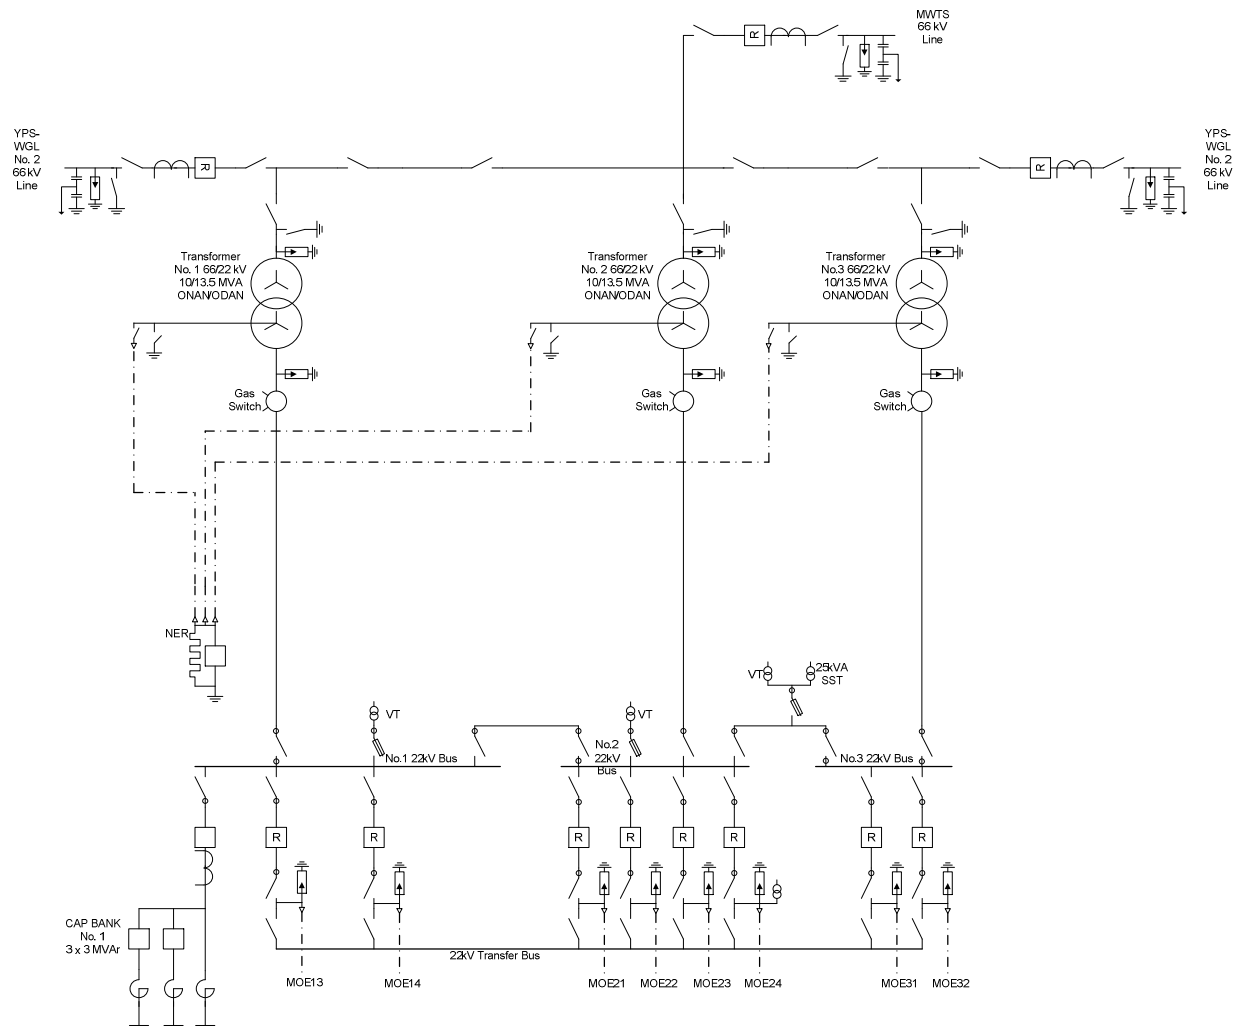 MWTS
66 kV
Line
R
YPS-
WGL
No. 2
66 kV
Line
R
R
YPS-
WGL
No. 2
66 kV
Line
Transformer
No. 1 66/22 kV
10/13.5 MVA
ONAN/ODAN
Transformer
No. 2 66/22 kV
10/13.5 MVA
ONAN/ODAN
Transformer
No.3 66/22 kV
10/13.5 MVA
ONAN/ODAN
Gas
Switch
Gas
Switch
Gas
Switch
NER
VT
VT
VT
25kVA
SST
No.1 22kV Bus
No.2
22kV
Bus
No.3 22kV Bus
R
R
R
R
R
R
R
R
CAP BANK
No. 1
3 x 3 MVAr
22kV Transfer Bus
MOE13
MOE14
MOE21
MOE22
MOE23
MOE24
MOE31
MOE32